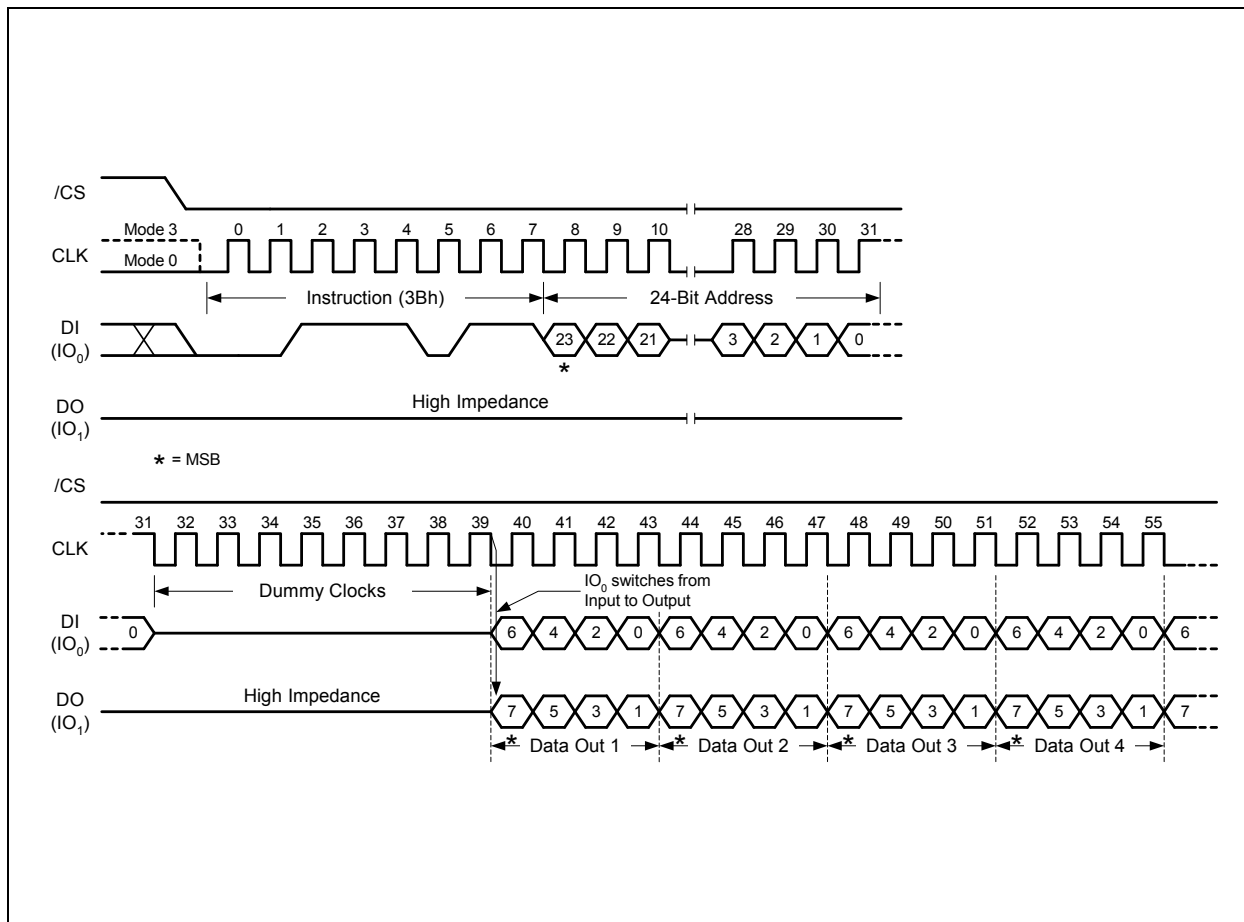 /CS
Mode 3 0 1 2 3 4 5 6 7 8 9 10 28 29 30 31
CLK Mode 0
Instruction (3Bh) 24-Bit Address
DI
(IO0) 23 22 21 3 2 1 0
*
DO High Impedance
(IO1)
* = MSB
/CS
31 32 33 34 35 36 37 38 39 40 41 42 43 44 45 46 47 48 49 50 51 52 53 54 55
CLK
Dummy Clocks
IO0 switches from
Input to Output
DI
(IO0) 0 6 4 2 0 6 4 2 0 6 4 2 0 6 4 2 0 6
DO High Impedance
(IO1) 7 5 3 1 7 5 3 1 7 5 3 1 7 5 3 1 7
* Data Out 1 * Data Out 2 * Data Out 3 * Data Out 4